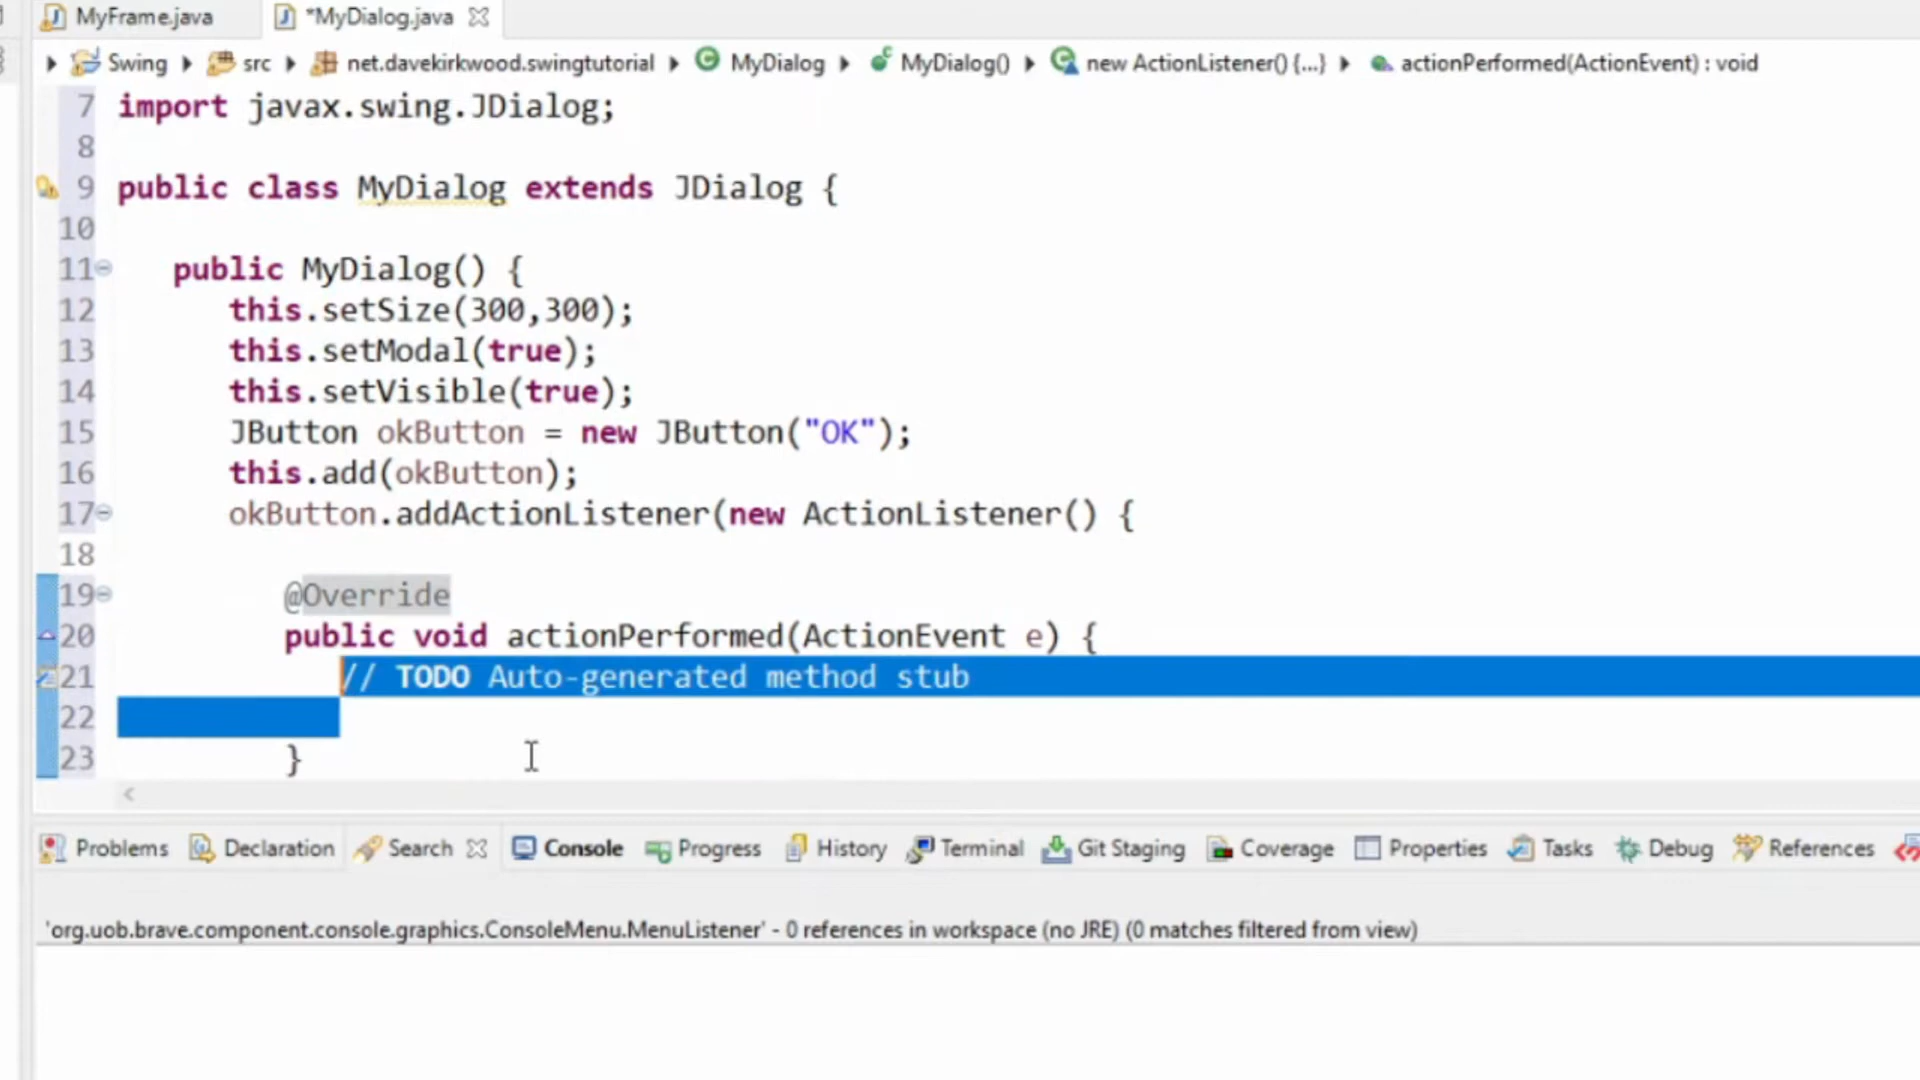 MyFrame.java *MyDialog.java
Swing src net.davekirkwood.swingtutorial MyDialog MyDialog() new ActionListener() {...} actionPerformed(ActionEvent) : void
7 import javax.swing.JDialog;
8
9 public class MyDialog extends JDialog {
10
11 public MyDialog() {
12 this.setSize(300,300);
13 this.setModal(true);
14 this.setVisible(true);
15 JButton okButton = new JButton("OK");
16 this.add(okButton);
17 okButton.addActionListener(new ActionListener() {
18
19 @Override
20 public void actionPerformed(ActionEvent e) {
21 // TODO Auto-generated method stub
22
23 }
Problems Declaration Search Console Progress History Terminal Git Staging Coverage Properties Tasks Debug References
'org.uob.brave.component.console.graphics.ConsoleMenu.MenuListener' - 0 references in workspace (no JRE) (0 matches filtered from view)